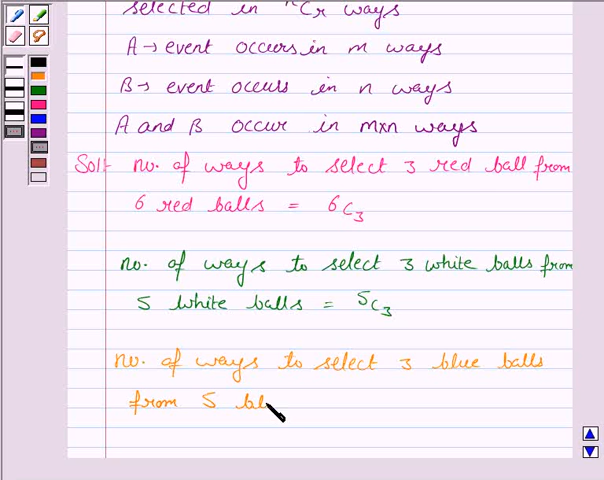 selected in ⁿCr ways
A → event occurs in m ways
B → event occurs in n ways
A and B occur in m×n ways
Sol:- no. of ways to select 3 red ball from
6 red balls = 6C₃
no. of ways to select 3 white balls from
5 white balls = ⁵C₃
no. of ways to select 3 blue balls
from 5 bl